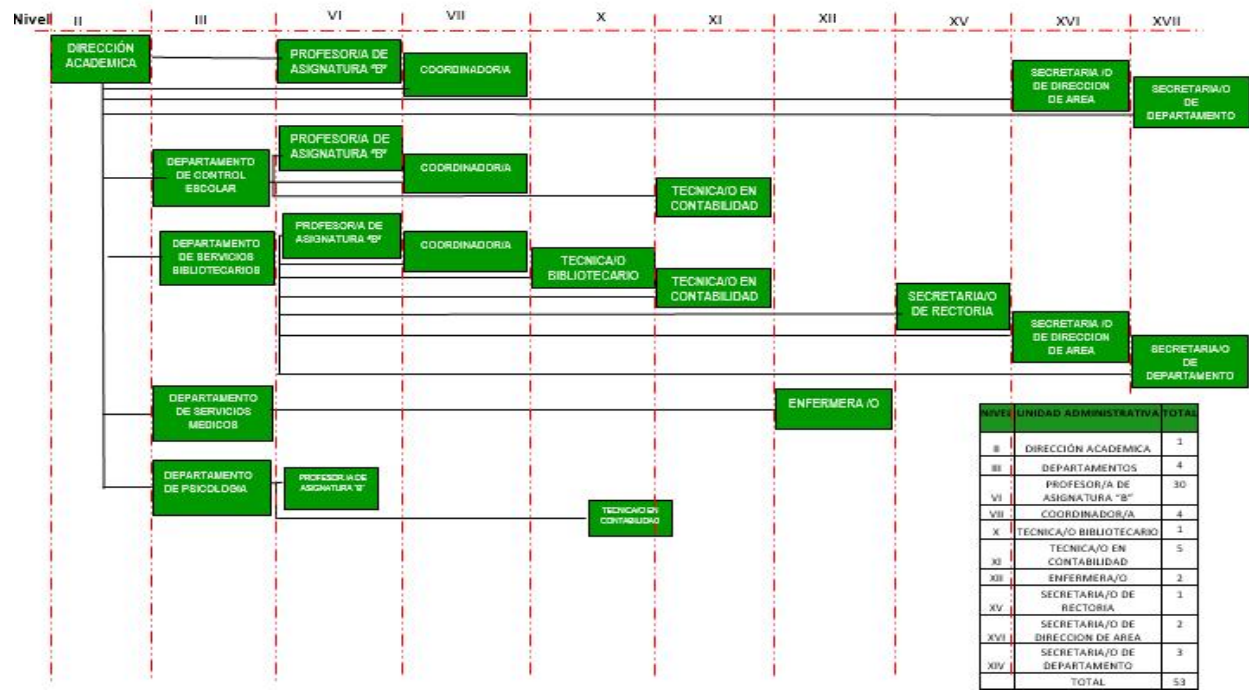 Nivel II III VI VII X XI XII XV XVI XVII
DIRECCIÓN
ACADEMICA
PROFESOR/A DE
ASIGNATURA "B"
COORDINADOR/A
SECRETARIA /O
DE DIRECCION
DE AREA
SECRETARIA/O
DE
DEPARTAMENTO
DEPARTAMENTO
DE CONTROL
ESCOLAR
PROFESOR/A DE
ASIGNATURA "B"
COORDINADOR/A
TECNICA/O EN
CONTABILIDAD
DEPARTAMENTO
DE SERVICIOS
BIBLIOTECARIOS
PROFESOR/A DE
ASIGNATURA "B"
COORDINADOR/A
TECNICA/O
BIBLIOTECARIO
TECNICA/O EN
CONTABILIDAD
SECRETARIA/O
DE RECTORIA
SECRETARIA /O
DE DIRECCION
DE AREA
SECRETARIA/O
DE
DEPARTAMENTO
DEPARTAMENTO
DE SERVICIOS
MEDICOS
ENFERMERA /O
DEPARTAMENTO
DE PSICOLOGIA
PROFESOR/A DE
ASIGNATURA "B"
TECNICA/O EN
CONTABILIDAD
NIVEL UNIDAD ADMINISTRATIVA TOTAL
II DIRECCIÓN ACADEMICA 1
III DEPARTAMENTOS 4
PROFESOR/A DE 30
VI ASIGNATURA "B"
VII COORDINADOR/A 4
X TECNICA/O BIBLIOTECARIO 1
TECNICA/O EN 5
XI CONTABILIDAD
XII ENFERMERA/O 2
SECRETARIA/O DE 1
XV RECTORIA
SECRETARIA/O DE 2
XVI DIRECCION DE AREA
SECRETARIA/O DE 3
XIV DEPARTAMENTO
TOTAL 53